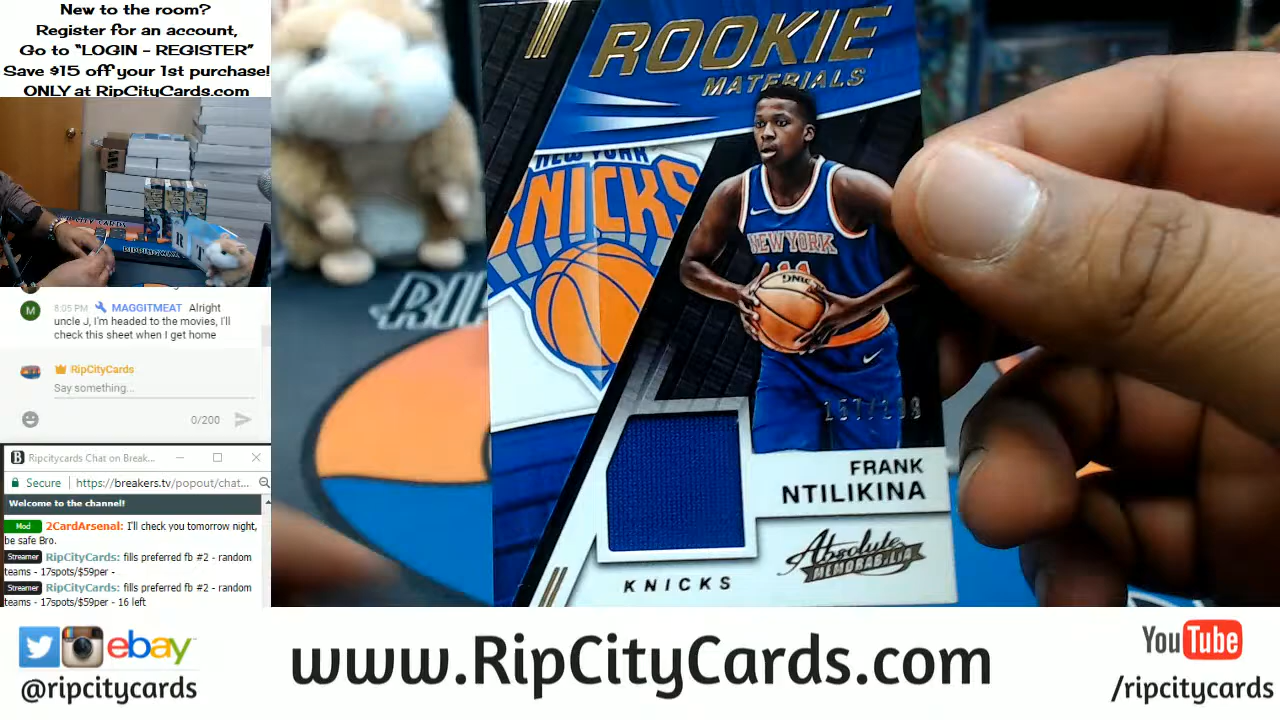 New to the room?
Register for an account,
Go to "LOGIN - REGISTER"
Save $15 off your 1st purchase!
ONLY at RipCityCards.com
M
8:05 PM MAGGITMEAT Alright
uncle J, I'm headed to the movies, I'll
check this sheet when I get home
RipCityCards
Say something...
0/200
B Ripcitycards Chat on Break...
Secure https://breakers.tv/popout/chat...
Welcome to the channel!
Mod 2CardArsenal: I'll check you tomorrow night,
be safe Bro.
Streamer RipCityCards: fills preferred fb #2 - random
teams - 17spots/$59per -
Streamer RipCityCards: fills preferred fb #2 - random
teams - 17spots/$59per - 16 left
ROOKIE
MATERIALS
NEW YORK
KNICKS
NEW YORK
11
FRANK
NTILIKINA
Absolute
MEMORABILIA
KNICKS
RIP
ebay
@ripcitycards
www.RipCityCards.com
YouTube
/ripcitycards